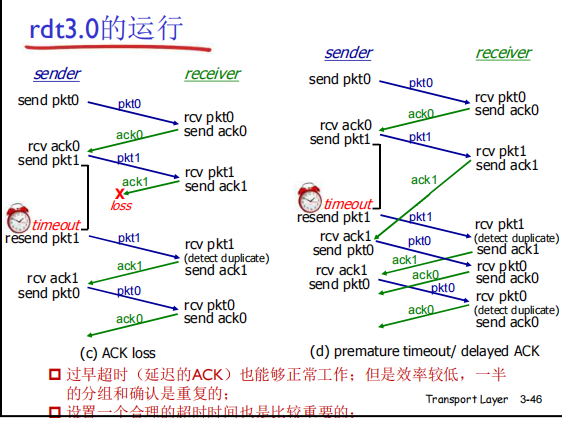 rdt3.0的运行
sender
receiver
send pkt0
pkt0
rcv pkt0
send ack0
ack0
rcv ack0
send pkt1
pkt1
rcv pkt1
send ack1
ack1
X
loss
timeout
resend pkt1
pkt1
rcv pkt1
(detect duplicate)
send ack1
ack1
rcv ack1
send pkt0
pkt0
rcv pkt0
send ack0
ack0
(c) ACK loss
sender
receiver
send pkt0
pkt0
rcv pkt0
send ack0
ack0
rcv ack0
send pkt1
pkt1
rcv pkt1
send ack1
ack1
timeout
resend pkt1
pkt1
rcv pkt1
(detect duplicate)
send ack1
rcv ack1
send pkt0
pkt0
ack1
rcv pkt0
send ack0
ack0
rcv ack1
send pkt0
pkt0
rcv pkt0
(detect duplicate)
send ack0
ack0
(d) premature timeout/ delayed ACK
过早超时（延迟的ACK）也能够正常工作；但是效率较低，一半
的分组和确认是重复的；
设置一个合理的超时时间也是比较重要的；
Transport Layer 3-46